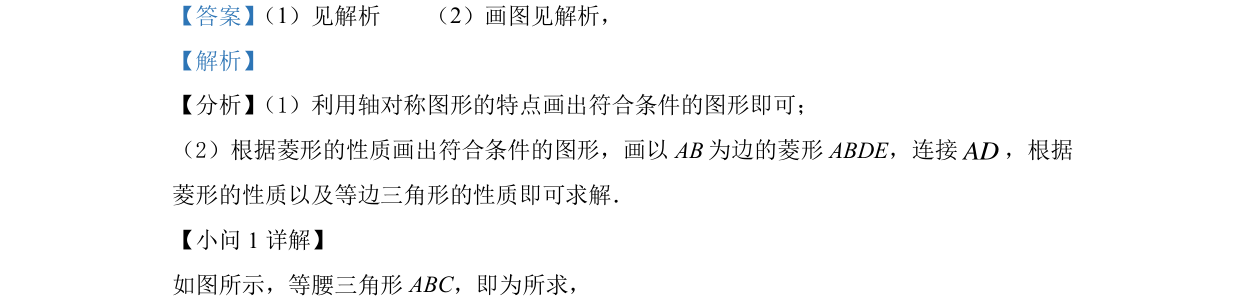 【答案】（1）见解析　　（2）画图见解析，
【解析】
【分析】（1）利用轴对称图形的特点画出符合条件的图形即可；
（2）根据菱形的性质画出符合条件的图形，画以 AB 为边的菱形 ABDE，连接 AD ，根据
菱形的性质以及等边三角形的性质即可求解．
【小问 1 详解】
如图所示，等腰三角形 ABC，即为所求，